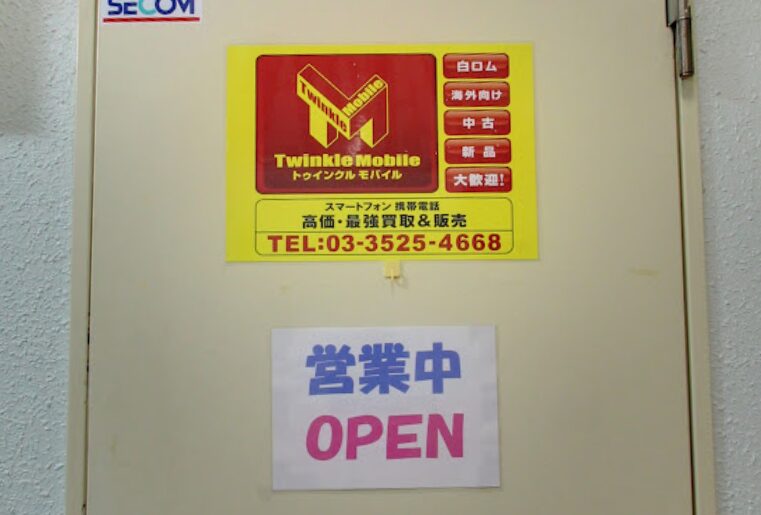 SECOM
Twinkle Mobile
Twinkle Mobile
トゥインクル モバイル
白ロム
海外向け
中古
新品
大歓迎!
スマートフォン 携帯電話
高価・最強買取&販売
TEL:03-3525-4668
営業中
OPEN